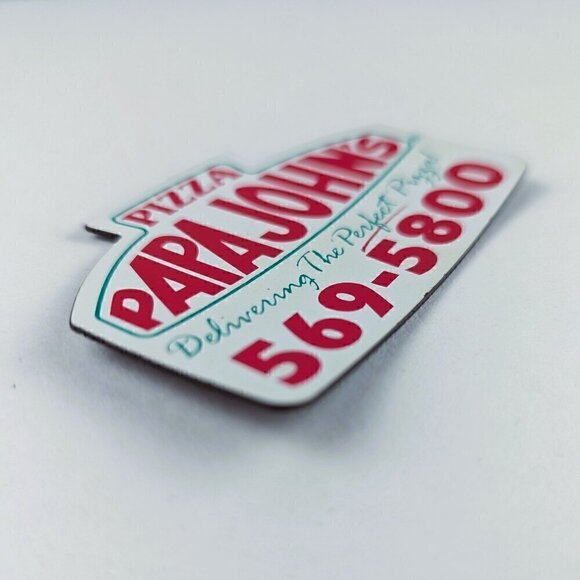 PIZZA
PAPA JOHN'S
Delivering The Perfect Pizza!
569-5800